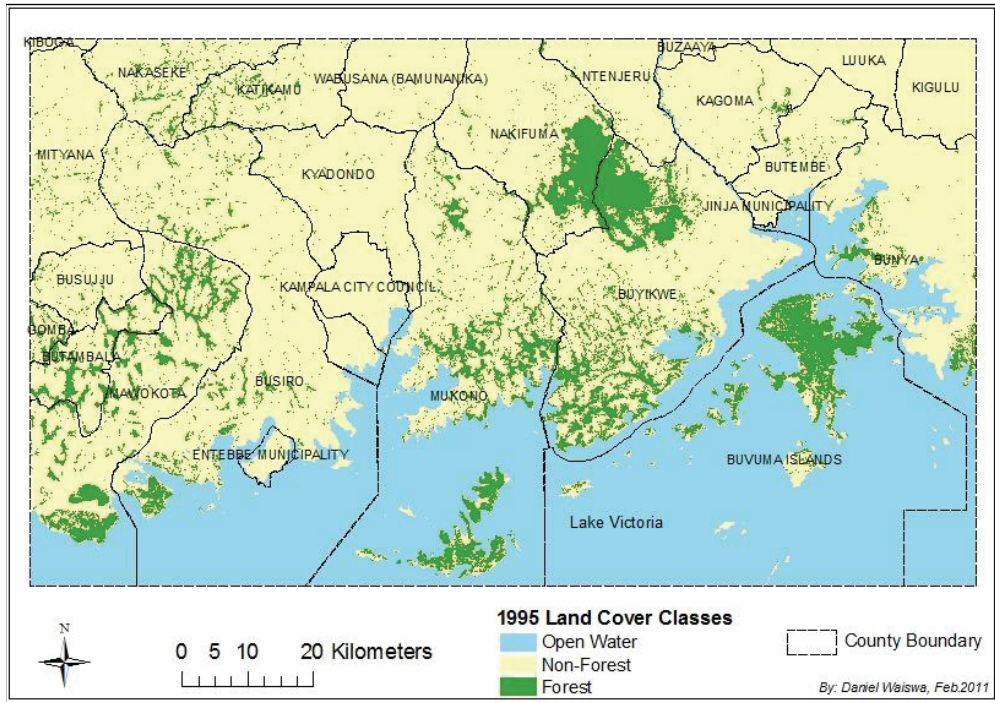 KIBOGA
BUZAAYA
LUUKA
NAKASEKE
WABUSANA (BAMUNANIKA)
NTENJERU
KATIKAMU
KIGULU
KAGOMA
NAKIFUMA
MITYANA
BUTEMBE
KYADONDO
JINJA MUNICIPALITY
BUNYA
BUSUJJU
KAMPALA CITY COUNCIL
BUYIKWE
GOMBA
BUTAMBALA
BUSIRO
MAWOKOTA
MUKONO
ENTEBBE MUNICIPALITY
BUVUMA ISLANDS
Lake Victoria
1995 Land Cover Classes
Open Water
Non-Forest
Forest
County Boundary
N
0 5 10 20 Kilometers
By: Daniel Waiswa, Feb.2011